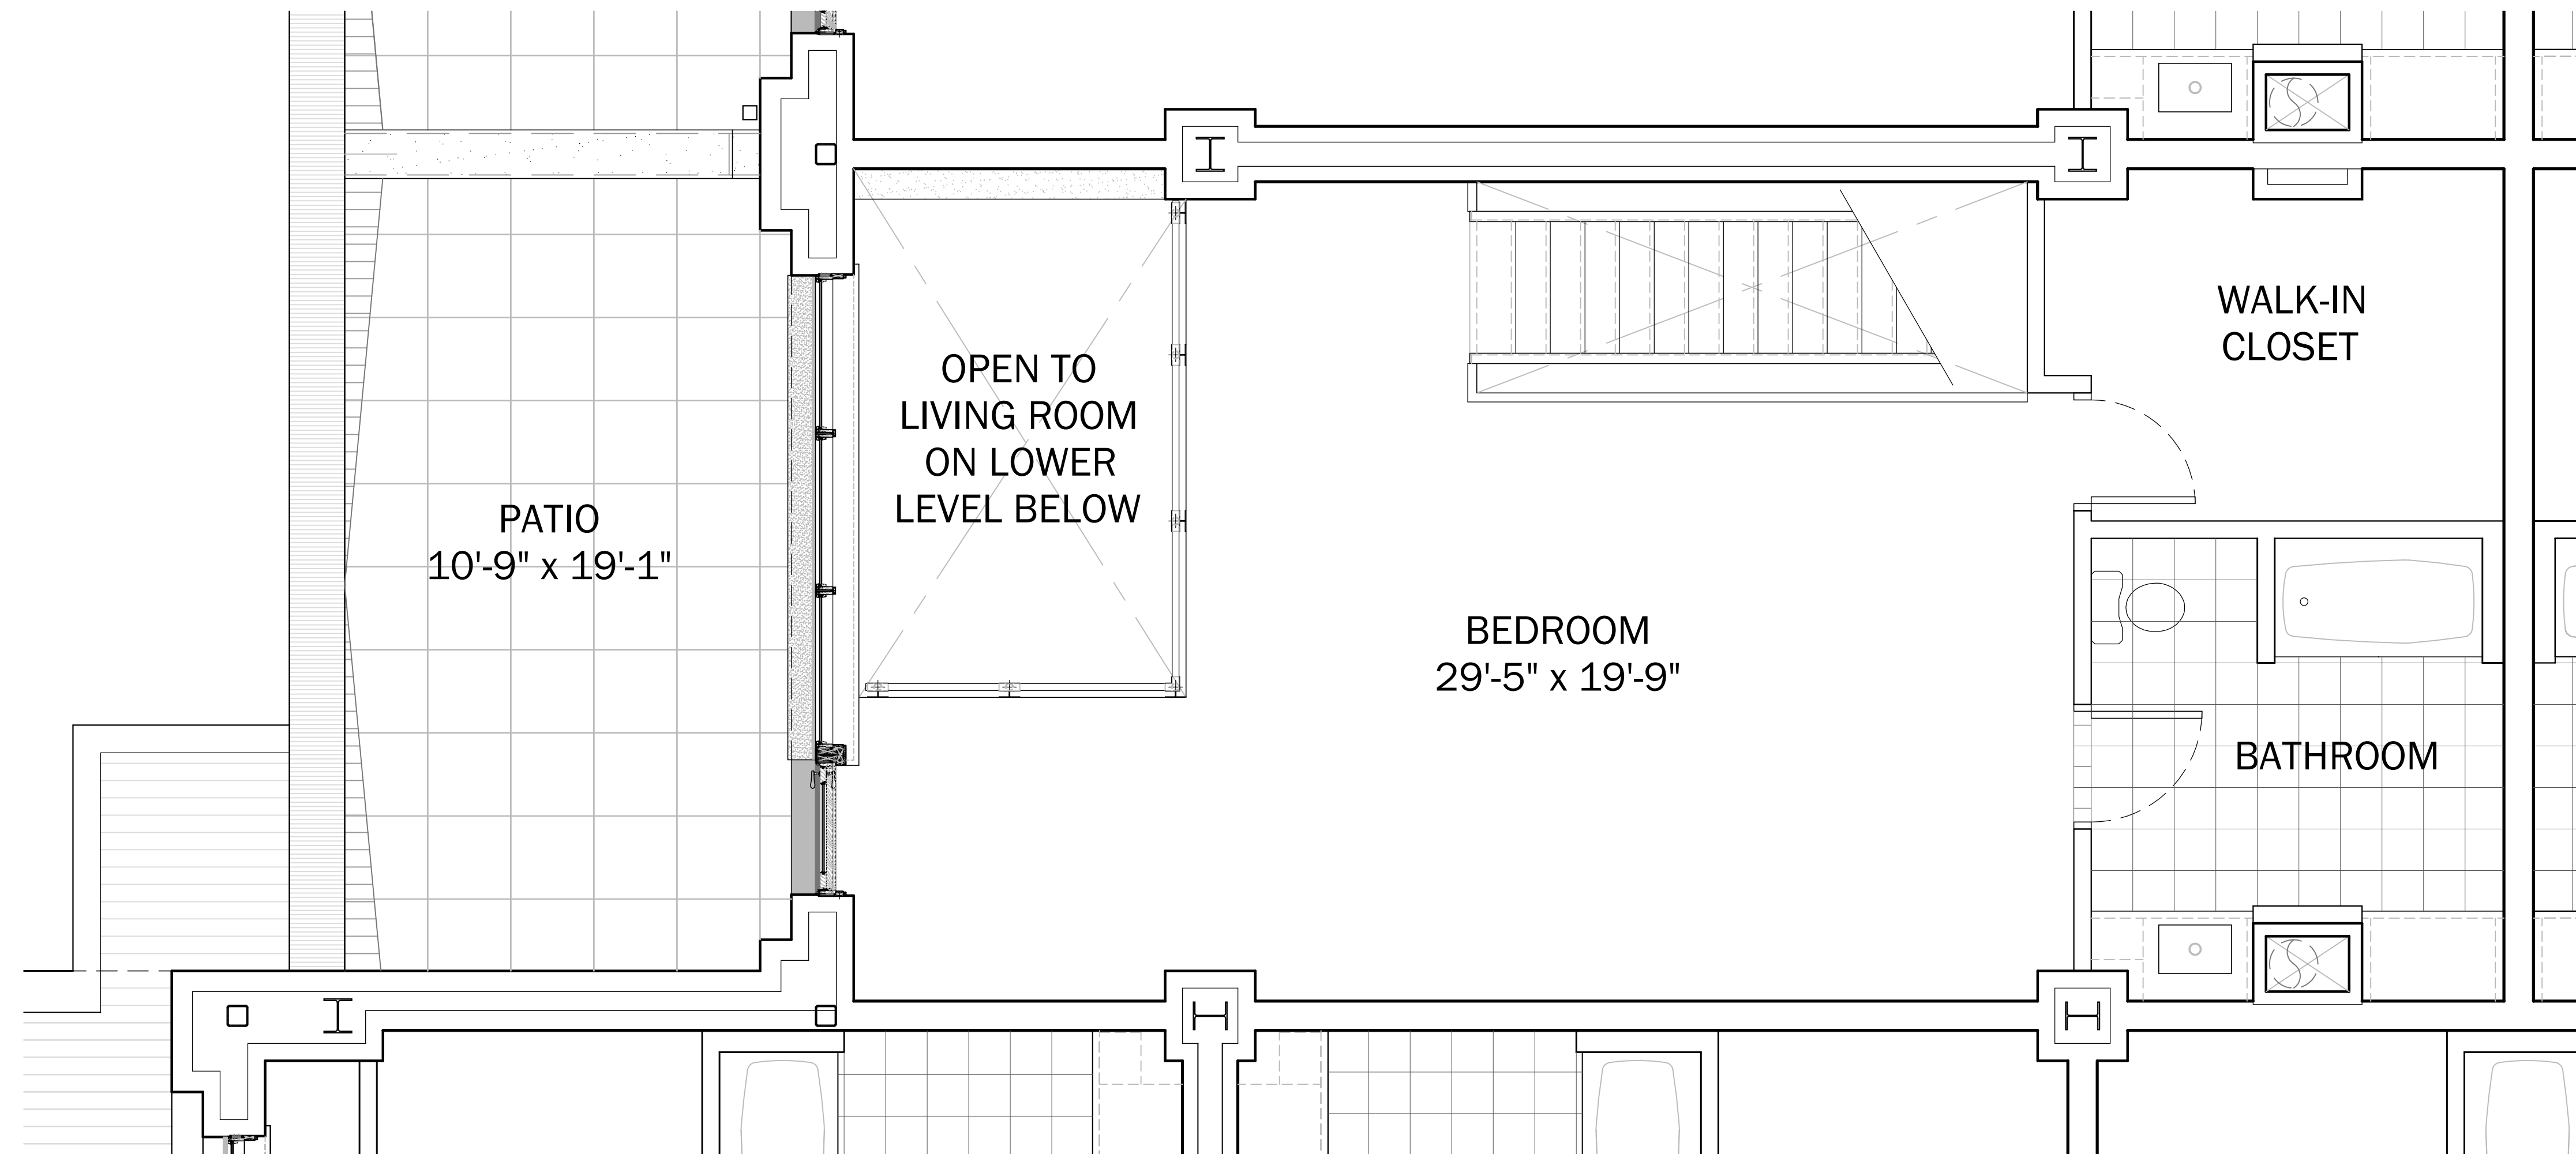 WALK-IN
CLOSET
OPEN TO
LIVING ROOM
ON LOWER
LEVEL BELOW
PATIO
10'-9" x 19'-1"
BEDROOM
29'-5" x 19'-9"
BATHROOM